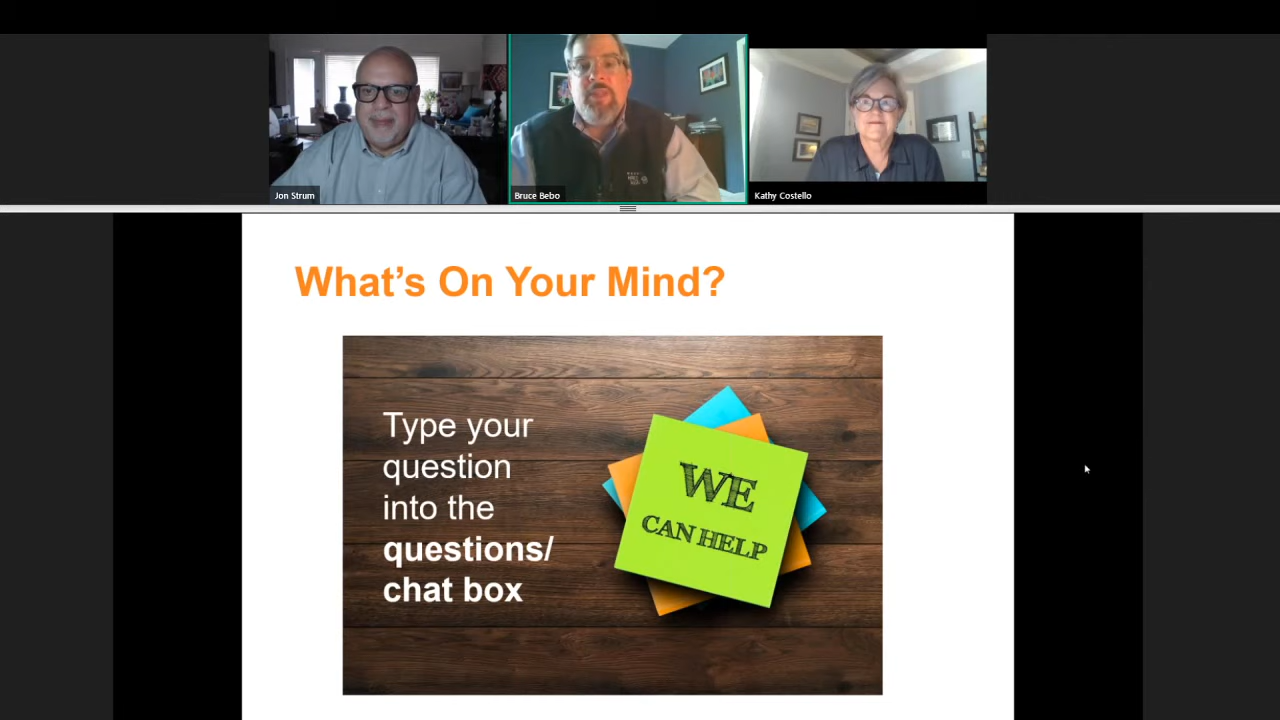 Jon Strum
Bruce Bebo
Kathy Costello
What's On Your Mind?
Type your
question
into the
questions/
chat box
WE
CAN HELP